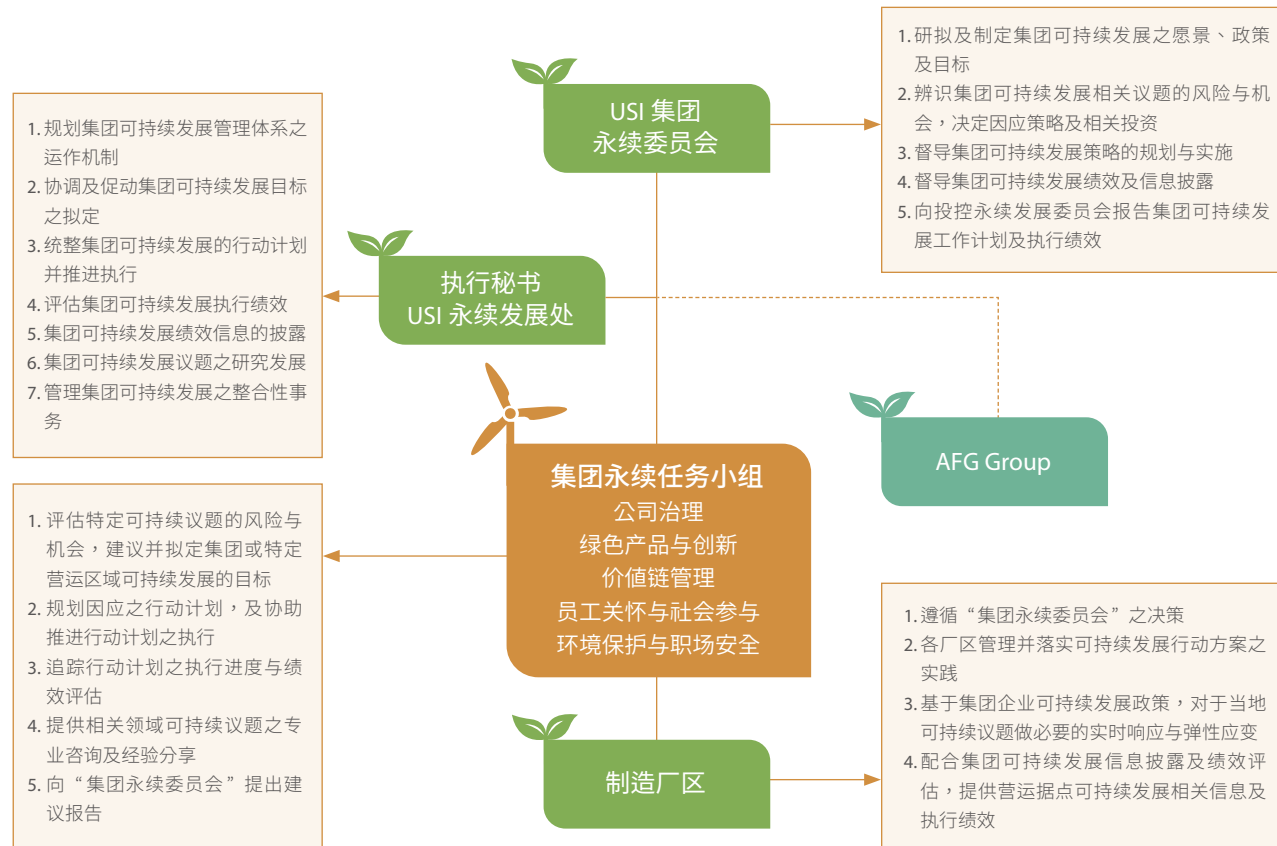 USI 集团
永续委员会
1. 研拟及制定集团可持续发展之愿景、政策
及目标
2. 辨识集团可持续发展相关议题的风险与机
会，决定因应策略及相关投资
3. 督导集团可持续发展策略的规划与实施
4. 督导集团可持续发展绩效及信息披露
5. 向投控永续发展委员会报告集团可持续发
展工作计划及执行绩效
执行秘书
USI 永续发展处
1. 规划集团可持续发展管理体系之
运作机制
2. 协调及促动集团可持续发展目标
之拟定
3. 统整集团可持续发展的行动计划
并推进执行
4. 评估集团可持续发展执行绩效
5. 集团可持续发展绩效信息的披露
6. 集团可持续发展议题之研究发展
7. 管理集团可持续发展之整合性事
务
AFG Group
集团永续任务小组
公司治理
绿色产品与创新
价値链管理
员工关怀与社会参与
环境保护与职场安全
1. 评估特定可持续议题的风险与
机会，建议并拟定集团或特定
营运区域可持续发展的目标
2. 规划因应之行动计划，及协助
推进行动计划之执行
3. 追踪行动计划之执行进度与绩
效评估
4. 提供相关领域可持续议题之专
业咨询及经验分享
5. 向“集团永续委员会”提出建
议报告
制造厂区
1. 遵循“集团永续委员会”之决策
2. 各厂区管理并落实可持续发展行动方案之
实践
3. 基于集团企业可持续发展政策，对于当地
可持续议题做必要的实时响应与弹性应变
4. 配合集团可持续发展信息披露及绩效评
估，提供营运据点可持续发展相关信息及
执行绩效